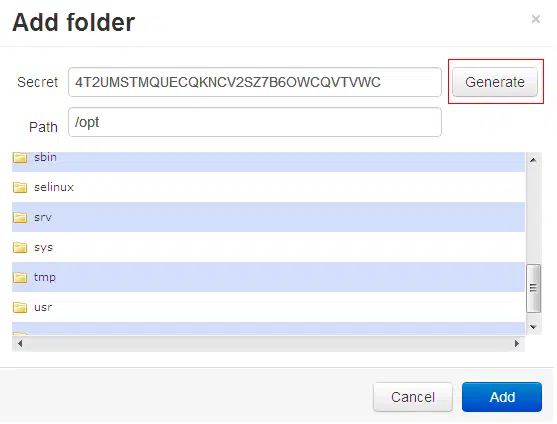 Add folder ×
Secret 4T2UMSTMQUECQKNCV2SZ7B6OWCQVTVWC Generate
Path /opt
sbin
selinux
srv
sys
tmp
usr
Cancel Add